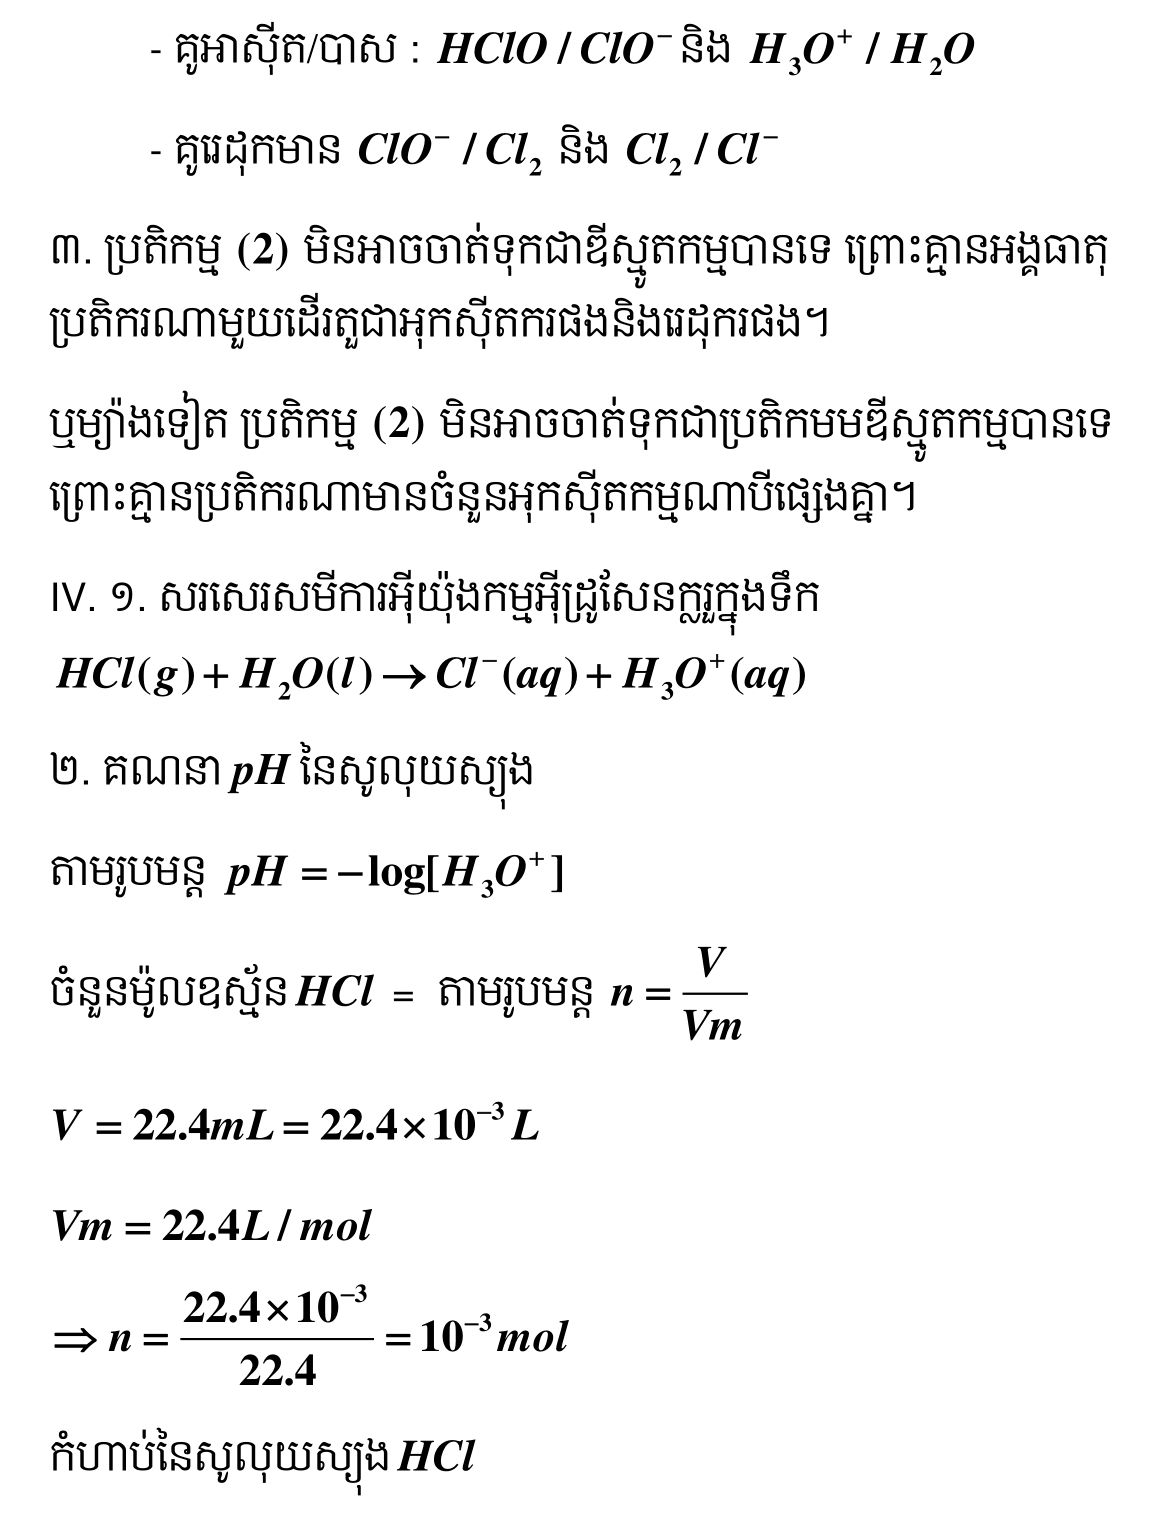 - គូអាស៊ីត/បាស : HClO / ClO⁻ និង H₃O⁺ / H₂O
- គូរេដុកមាន ClO⁻ / Cl₂ និង Cl₂ / Cl⁻
៣. ប្រតិកម្ម (2) មិនអាចចាត់ទុកជាឌីស្មូតកម្មបានទេ ព្រោះគ្មានអង្គធាតុ
ប្រតិករណាមួយដើរតួជាអុកស៊ីតករផងនិងរេដុករផង។
ឬម្យ៉ាងទៀត ប្រតិកម្ម (2) មិនអាចចាត់ទុកជាប្រតិកមមឌីស្មូតកម្មបានទេ
ព្រោះគ្មានប្រតិករណាមានចំនួនអុកស៊ីតកម្មណាបីផ្សេងគ្នា។
IV. ១. សរសេរសមីការអ៊ីយ៉ុងកម្មអ៊ីដ្រូសែនក្លរួក្នុងទឹក
HCl(g) + H₂O(l) → Cl⁻(aq) + H₃O⁺(aq)
២. គណនា pH នៃសូលុយស្យុង
តាមរូបមន្ត pH = −log[H₃O⁺]
ចំនួនម៉ូលឧស្ម័ន HCl = តាមរូបមន្ត n = V/Vm
V = 22.4mL = 22.4×10⁻³ L
Vm = 22.4L / mol
⇒ n = 22.4×10⁻³/22.4 = 10⁻³ mol
កំហាប់នៃសូលុយស្យុង HCl